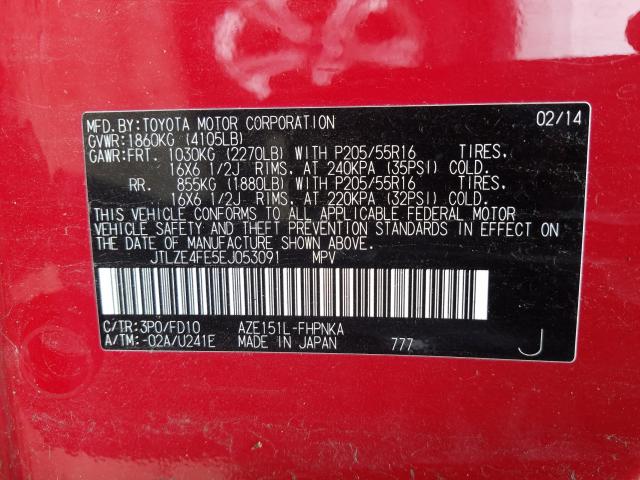 MFD.BY:TOYOTA MOTOR CORPORATION 02/14
GVWR:1860KG (4105LB)
GAWR:FRT. 1030KG (2270LB) WITH P205/55R16 TIRES.
16X6 1/2J RIMS. AT 240KPA (35PSI) COLD.
RR. 855KG (1880LB) WITH P205/55R16 TIRES.
16X6 1/2J RIMS. AT 220KPA (32PSI) COLD.
THIS VEHICLE CONFORMS TO ALL APPLICABLE FEDERAL MOTOR
VEHICLE SAFETY AND THEFT PREVENTION STANDARDS IN EFFECT ON
THE DATE OF MANUFACTURE SHOWN ABOVE.
JTLZE4FE5EJ053091 MPV
C/TR:3P0/FD10 AZE151L-FHPNKA
A/TM:-02A/U241E MADE IN JAPAN 777 J